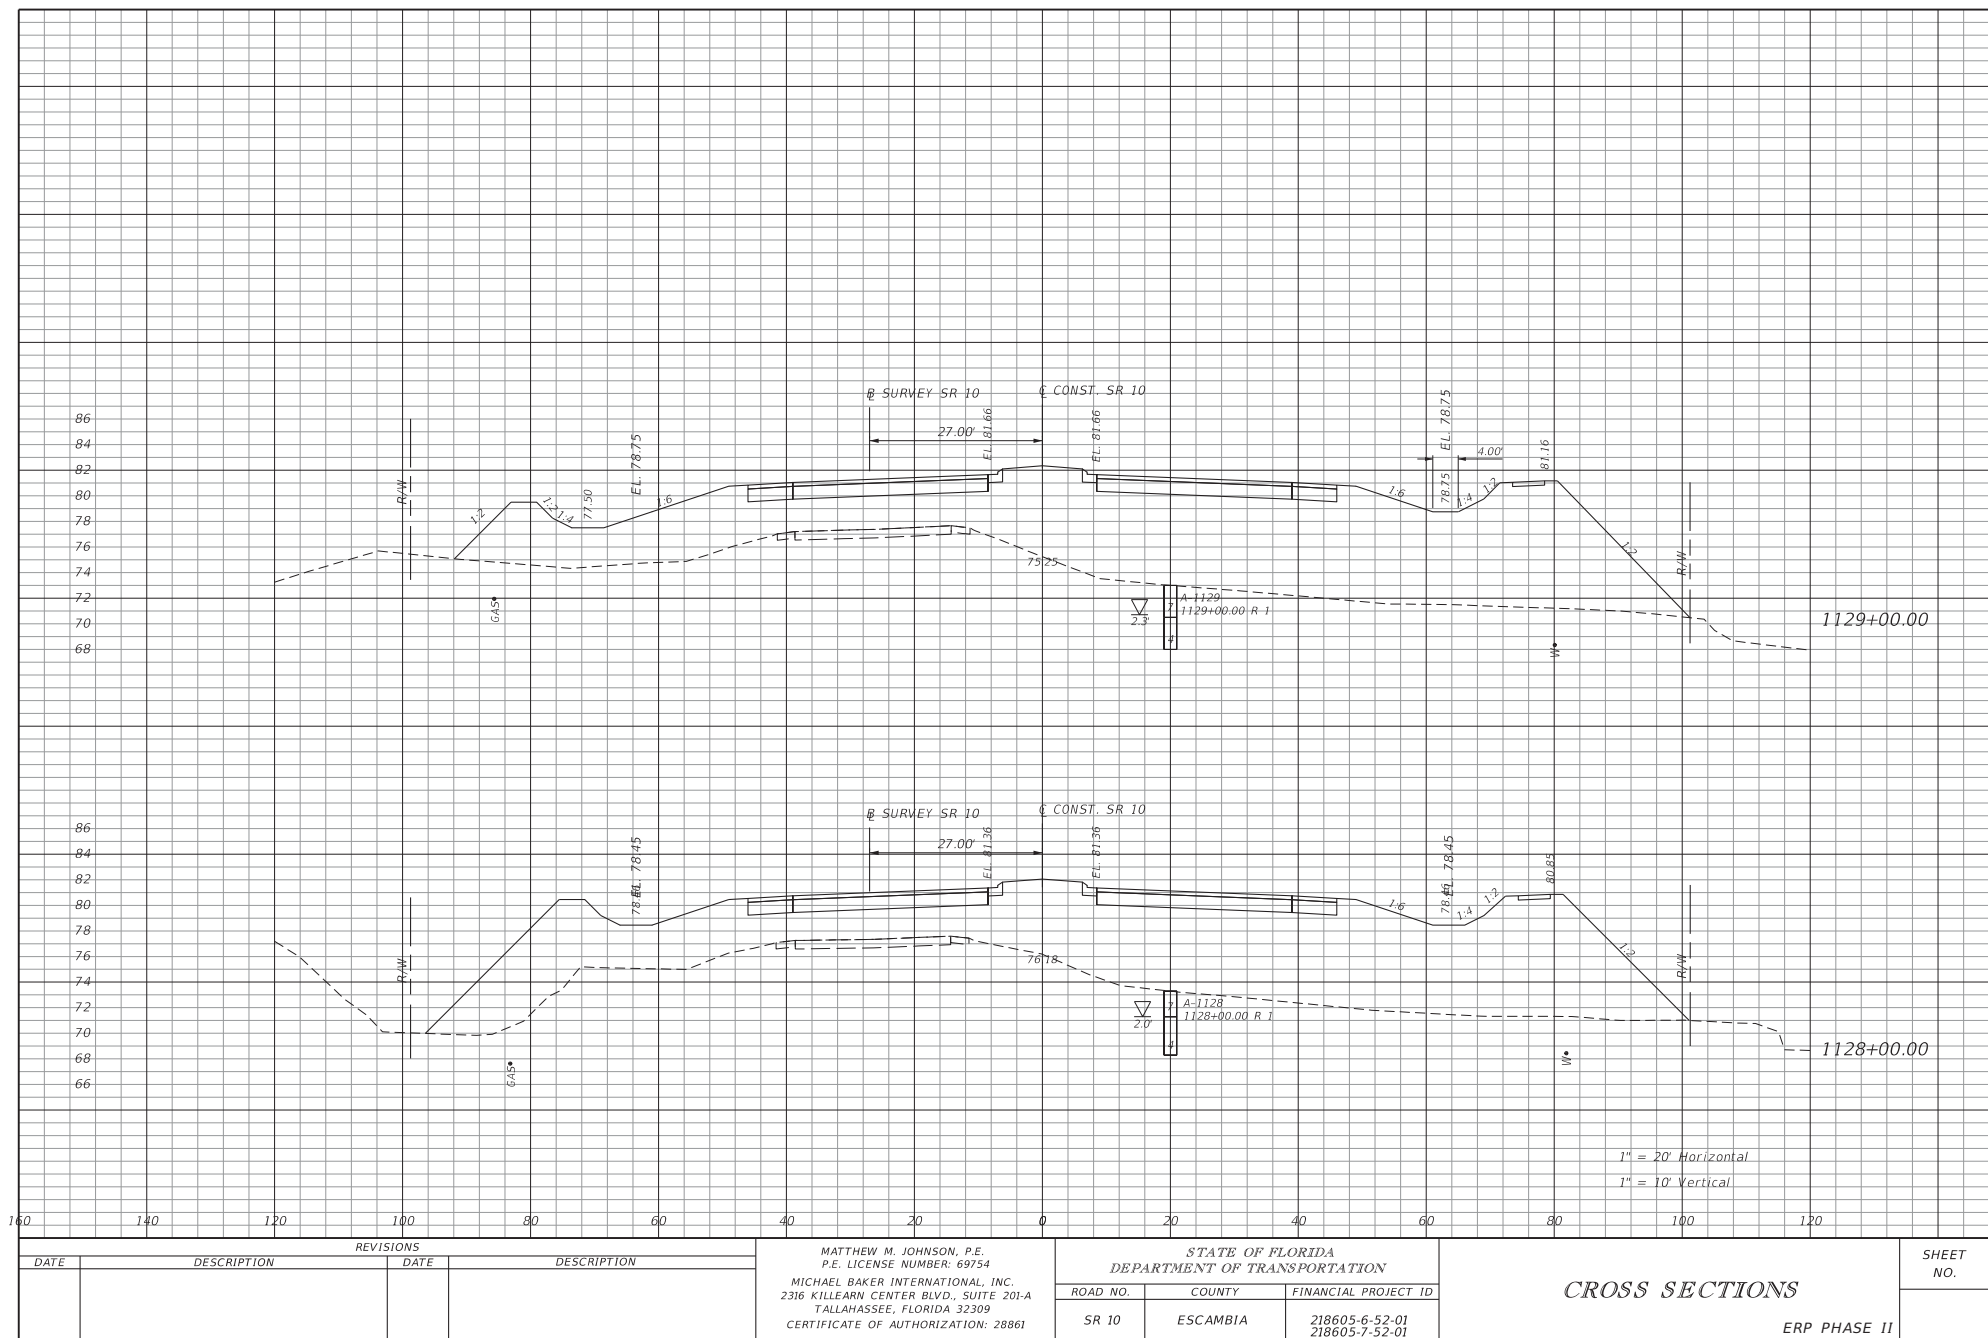 ℄ CONST. SR 10
B̲ SURVEY SR 10
EL. 78.75
EL. 81.66
EL. 81.66
EL. 78.75
27.00'
4.00'
81.16
86
84
82
80
78
76
74
72
70
68
R/W
1:2
1:2
1:4
77.50
1:6
1:6
78.75
1:4
1:2
1:2
R/W
75.25
GAS
A-1129
1129+00.00 R 1
7
4
2.3'
W
1129+00.00
℄ CONST. SR 10
B̲ SURVEY SR 10
EL. 78.45
EL. 81.36
EL. 81.36
EL. 78.45
27.00'
80.85
86
84
82
80
78
76
74
72
70
68
66
R/W
1:6
1:4
1:2
1:2
R/W
76.18
GAS
A-1128
1128+00.00 R 1
7
4
2.0'
W
1128+00.00
1" = 20' Horizontal
1" = 10' Vertical
160 140 120 100 80 60 40 20 0 20 40 60 80 100 120
REVISIONS
DATE DESCRIPTION DATE DESCRIPTION
MATTHEW M. JOHNSON, P.E.
P.E. LICENSE NUMBER: 69754
MICHAEL BAKER INTERNATIONAL, INC.
2316 KILLEARN CENTER BLVD., SUITE 201-A
TALLAHASSEE, FLORIDA 32309
CERTIFICATE OF AUTHORIZATION: 28861
STATE OF FLORIDA
DEPARTMENT OF TRANSPORTATION
ROAD NO. COUNTY FINANCIAL PROJECT ID
SR 10 ESCAMBIA 218605-6-52-01
218605-7-52-01
CROSS SECTIONS
ERP PHASE II
SHEET
NO.